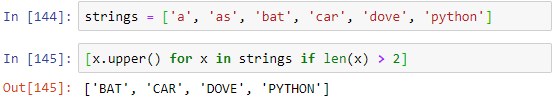 In [144]: strings = ['a', 'as', 'bat', 'car', 'dove', 'python']
In [145]: [x.upper() for x in strings if len(x) > 2]
Out[145]: ['BAT', 'CAR', 'DOVE', 'PYTHON']